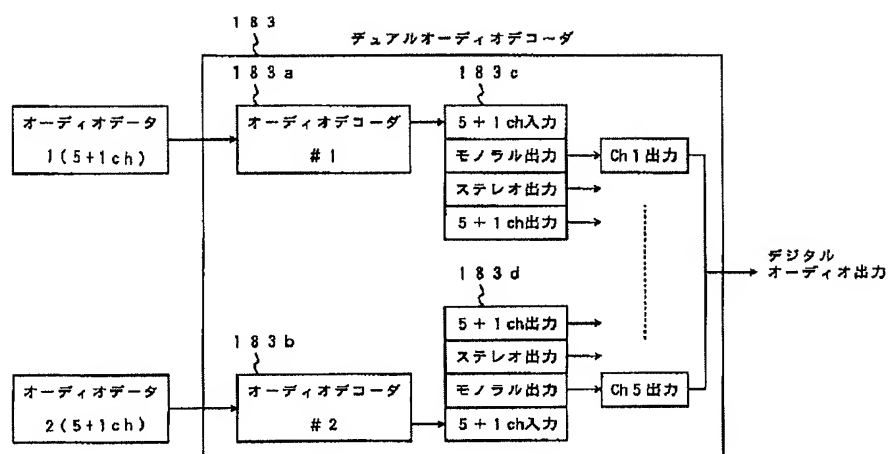 183
デュアルオーディオデコーダ
183a
183c
オーディオデータ
1(5+1ch)
オーディオデコーダ
#1
5+1ch入力
モノラル出力
ステレオ出力
5+1ch出力
Ch1出力
デジタル
オーディオ出力
183d
183b
5+1ch出力
ステレオ出力
モノラル出力
5+1ch入力
Ch5出力
オーディオデータ
2(5+1ch)
オーディオデコーダ
#2